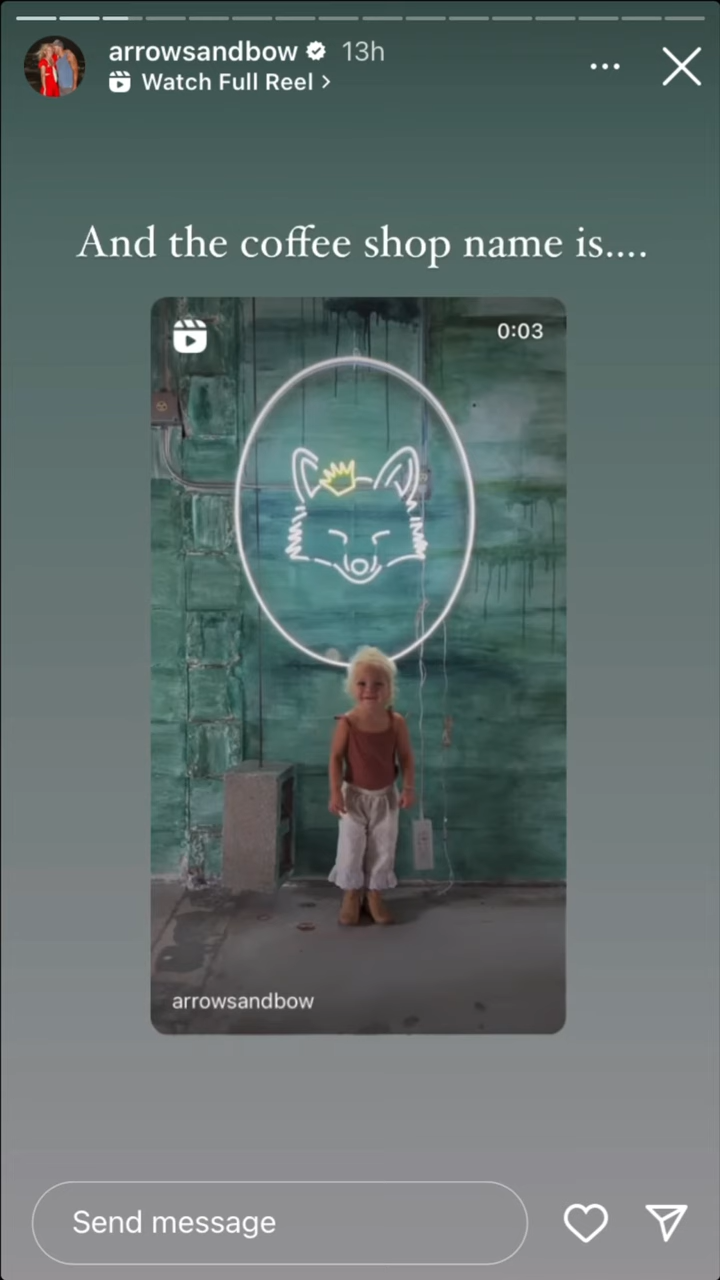 arrowsandbow 13h
Watch Full Reel >
And the coffee shop name is....
0:03
arrowsandbow
Send message